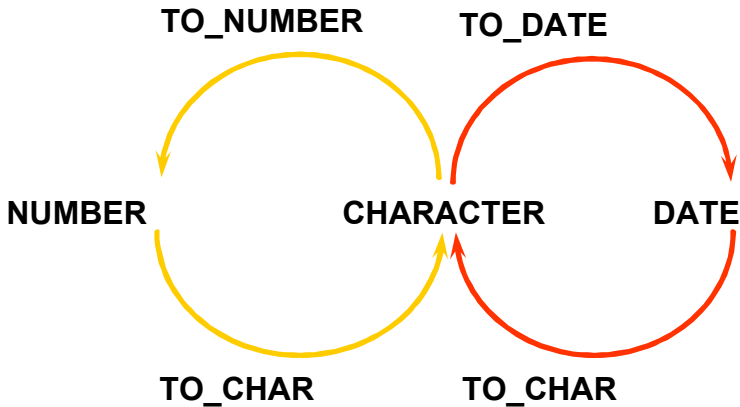 TO_NUMBER TO_DATE
NUMBER CHARACTER DATE
TO_CHAR TO_CHAR